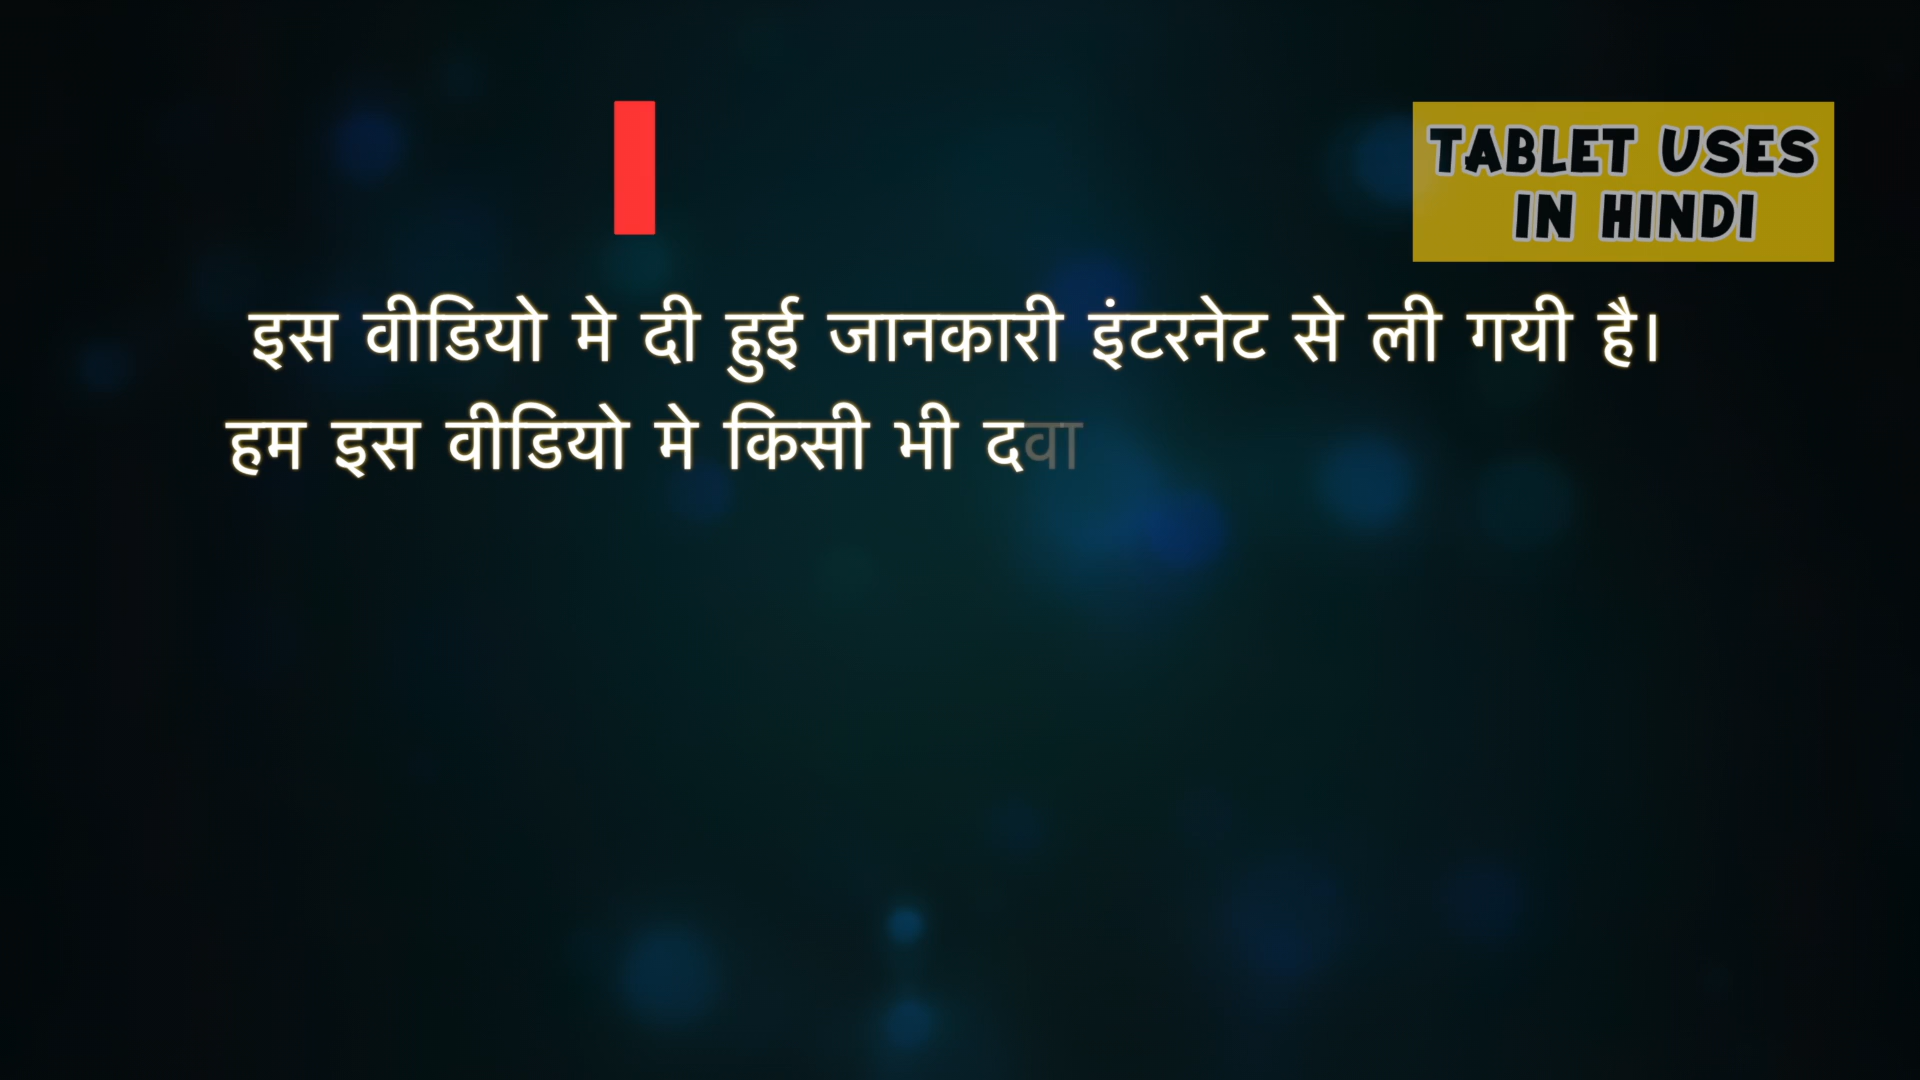 TABLET USES
IN HINDI
इस वीडियो मे दी हुई जानकारी इंटरनेट से ली गयी है।
हम इस वीडियो मे किसी भी दवा